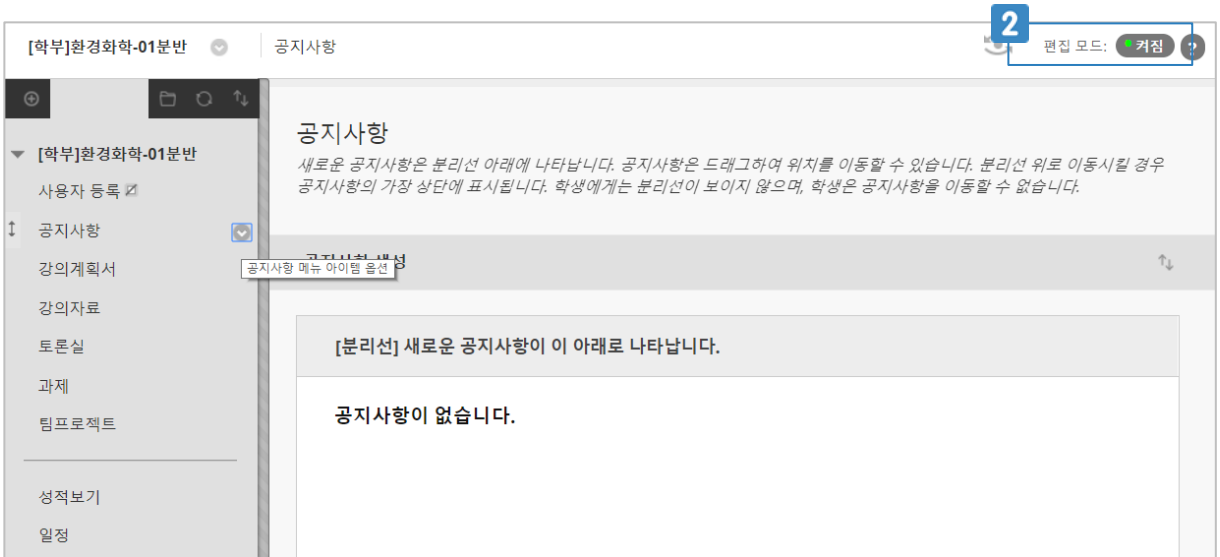 2
[학부]환경화학-01분반
공지사항
편집 모드: 켜짐 ?
[학부]환경화학-01분반
사용자 등록
공지사항
공지사항 메뉴 아이템 옵션
강의계획서
강의자료
토론실
과제
팀프로젝트
성적보기
일정
공지사항
새로운 공지사항은 분리선 아래에 나타납니다. 공지사항은 드래그하여 위치를 이동할 수 있습니다. 분리선 위로 이동시킬 경우
공지사항의 가장 상단에 표시됩니다. 학생에게는 분리선이 보이지 않으며, 학생은 공지사항을 이동할 수 없습니다.
공지사항 생성
[분리선] 새로운 공지사항이 이 아래로 나타납니다.
공지사항이 없습니다.